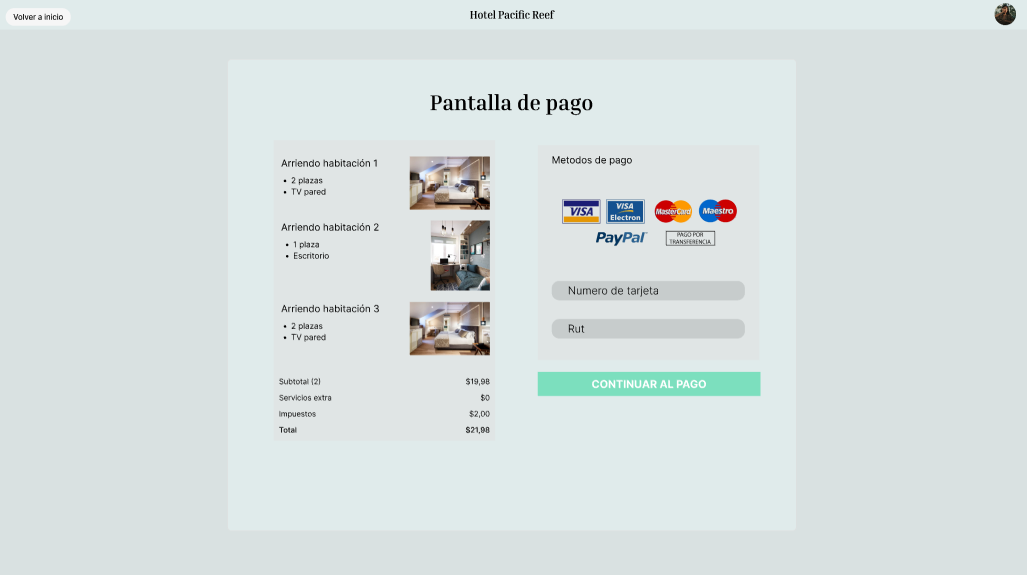 Volver a inicio
Hotel Pacific Reef
Pantalla de pago
Arriendo habitación 1
2 plazas
TV pared
Arriendo habitación 2
1 plaza
Escritorio
Arriendo habitación 3
2 plazas
TV pared
Subtotal (2) $19,98
Servicios extra $0
Impuestos $2,00
Total $21,98
Metodos de pago
VISA
VISA
Electron
MasterCard
Maestro
PayPal
PAGO POR
TRANSFERENCIA
Numero de tarjeta
Rut
CONTINUAR AL PAGO